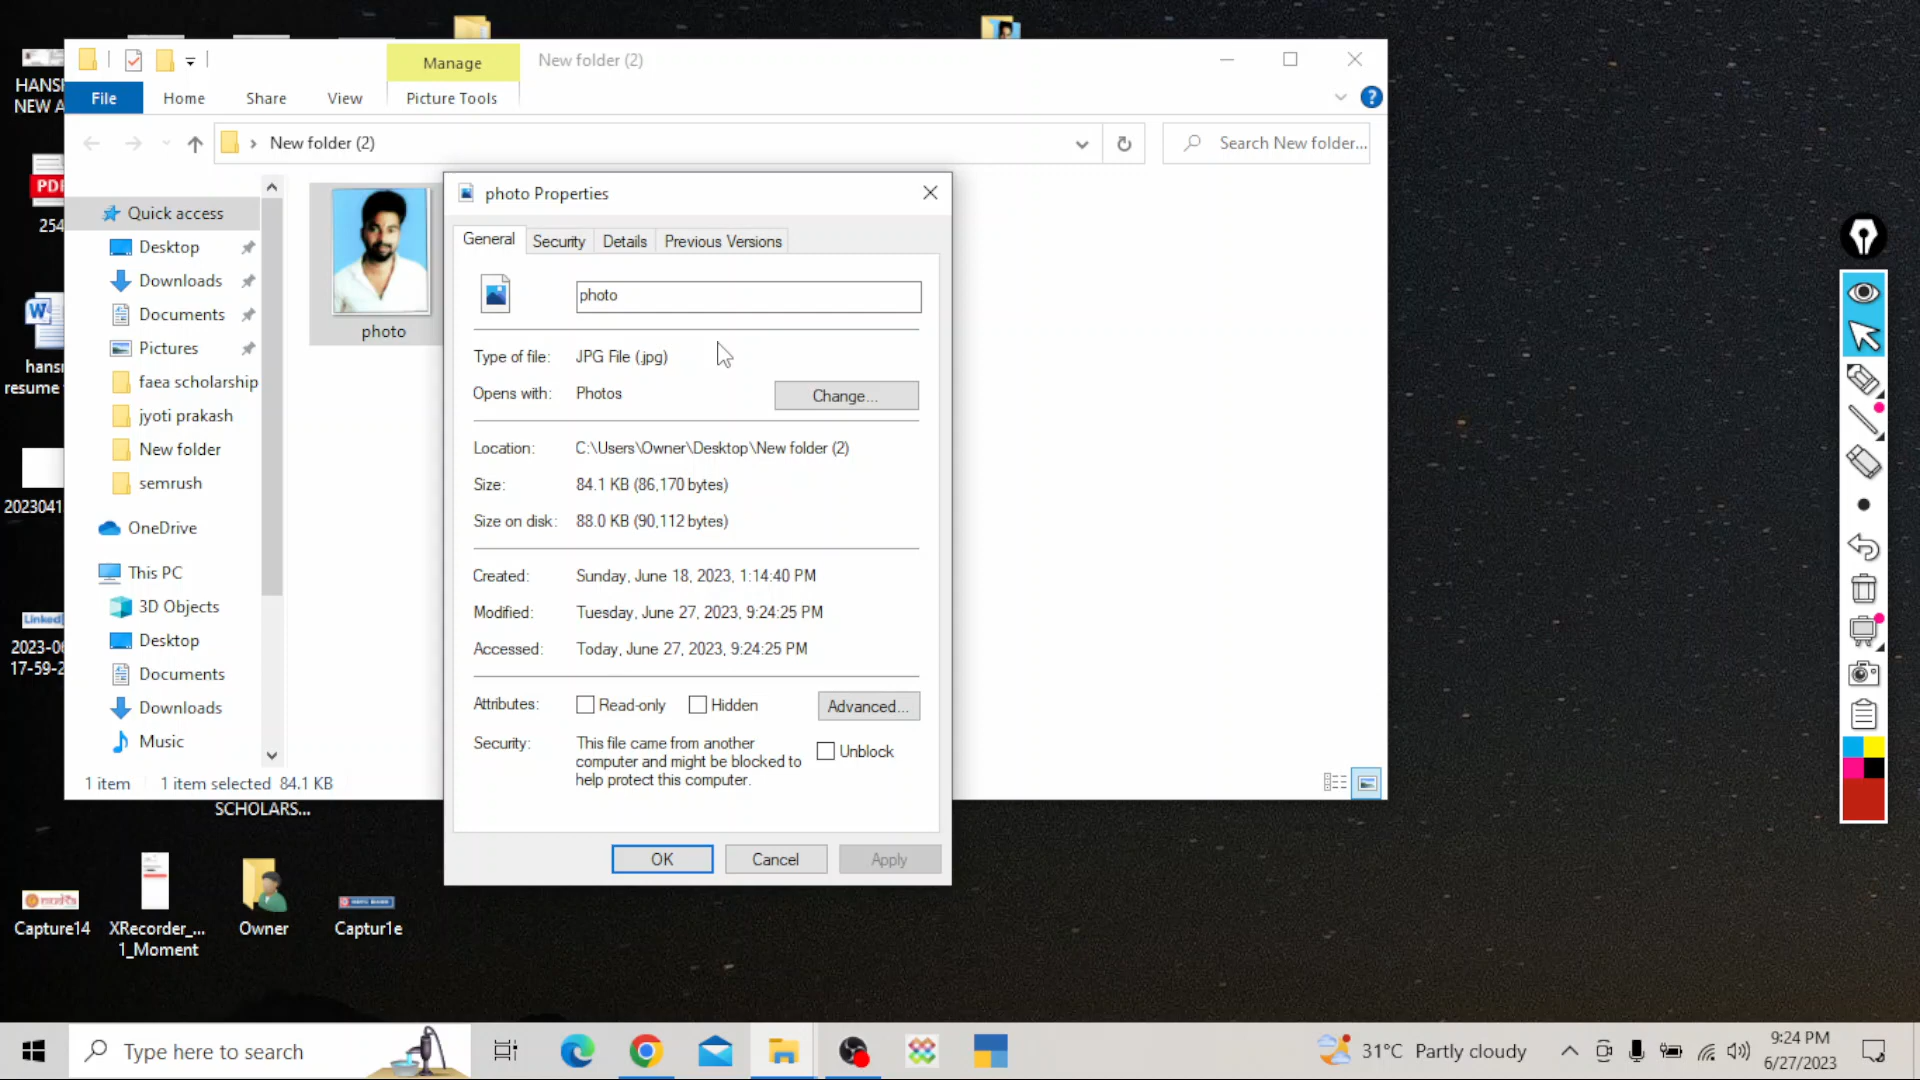 HANSR
NEW A
PDF
254
hansr
resume
2023041
LinkedI
2023-06
17-59-2
Manage
New folder (2)
File
Home
Share
View
Picture Tools
New folder (2)
Search New folder...
Quick access
Desktop
Downloads
Documents
Pictures
faea scholarship
jyoti prakash
New folder
semrush
OneDrive
This PC
3D Objects
Desktop
Documents
Downloads
Music
photo
1 item
1 item selected 84.1 KB
photo Properties
General
Security
Details
Previous Versions
photo
Type of file: JPG File (.jpg)
Opens with: Photos
Change...
Location: C:\Users\Owner\Desktop\New folder (2)
Size: 84.1 KB (86,170 bytes)
Size on disk: 88.0 KB (90,112 bytes)
Created: Sunday, June 18, 2023, 1:14:40 PM
Modified: Tuesday, June 27, 2023, 9:24:25 PM
Accessed: Today, June 27, 2023, 9:24:25 PM
Attributes: Read-only Hidden Advanced...
Security: This file came from another
computer and might be blocked to
help protect this computer.
Unblock
OK
Cancel
Apply
SCHOLARS...
Capture14
XRecorder_...
1_Moment
Owner
Captur1e
Type here to search
31°C Partly cloudy
9:24 PM
6/27/2023